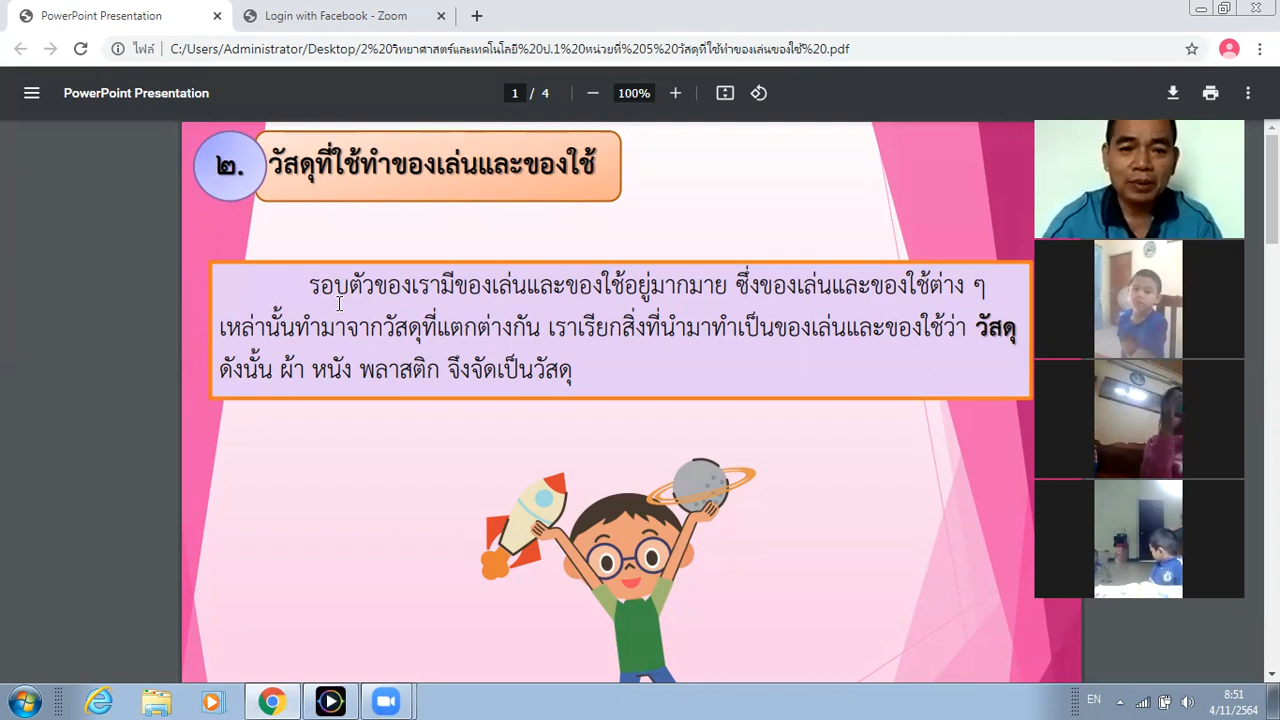 PowerPoint Presentation
Login with Facebook - Zoom
ไฟล์
C:/Users/Administrator/Desktop/2%20วิทยาศาสตร์และเทคโนโลยี%20ป.1%20หน่วยที่%205%20วัสดุที่ใช้ทำของเล่นของใช้%20.pdf
PowerPoint Presentation
1 / 4
100%
๒.
วัสดุที่ใช้ทำของเล่นและของใช้
รอบตัวของเรามีของเล่นและของใช้อยู่มากมาย ซึ่งของเล่นและของใช้ต่าง ๆ
เหล่านั้นทำมาจากวัสดุที่แตกต่างกัน เราเรียกสิ่งที่นำมาทำเป็นของเล่นและของใช้ว่า วัสดุ
ดังนั้น ผ้า หนัง พลาสติก จึงจัดเป็นวัสดุ
EN
8:51
4/11/2564